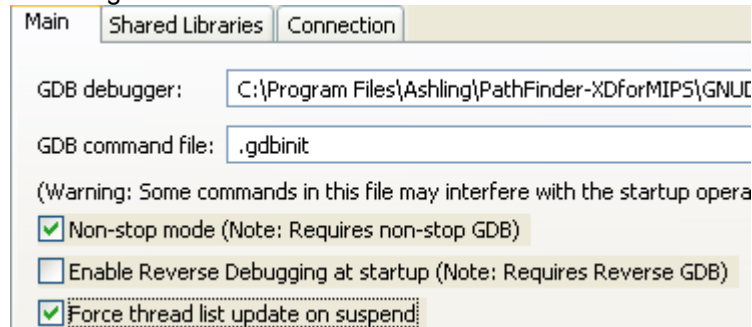 Main Shared Libraries Connection
GDB debugger: C:\Program Files\Ashling\PathFinder-XDforMIPS\GNUD
GDB command file: .gdbinit
(Warning: Some commands in this file may interfere with the startup opera
Non-stop mode (Note: Requires non-stop GDB)
Enable Reverse Debugging at startup (Note: Requires Reverse GDB)
Force thread list update on suspend